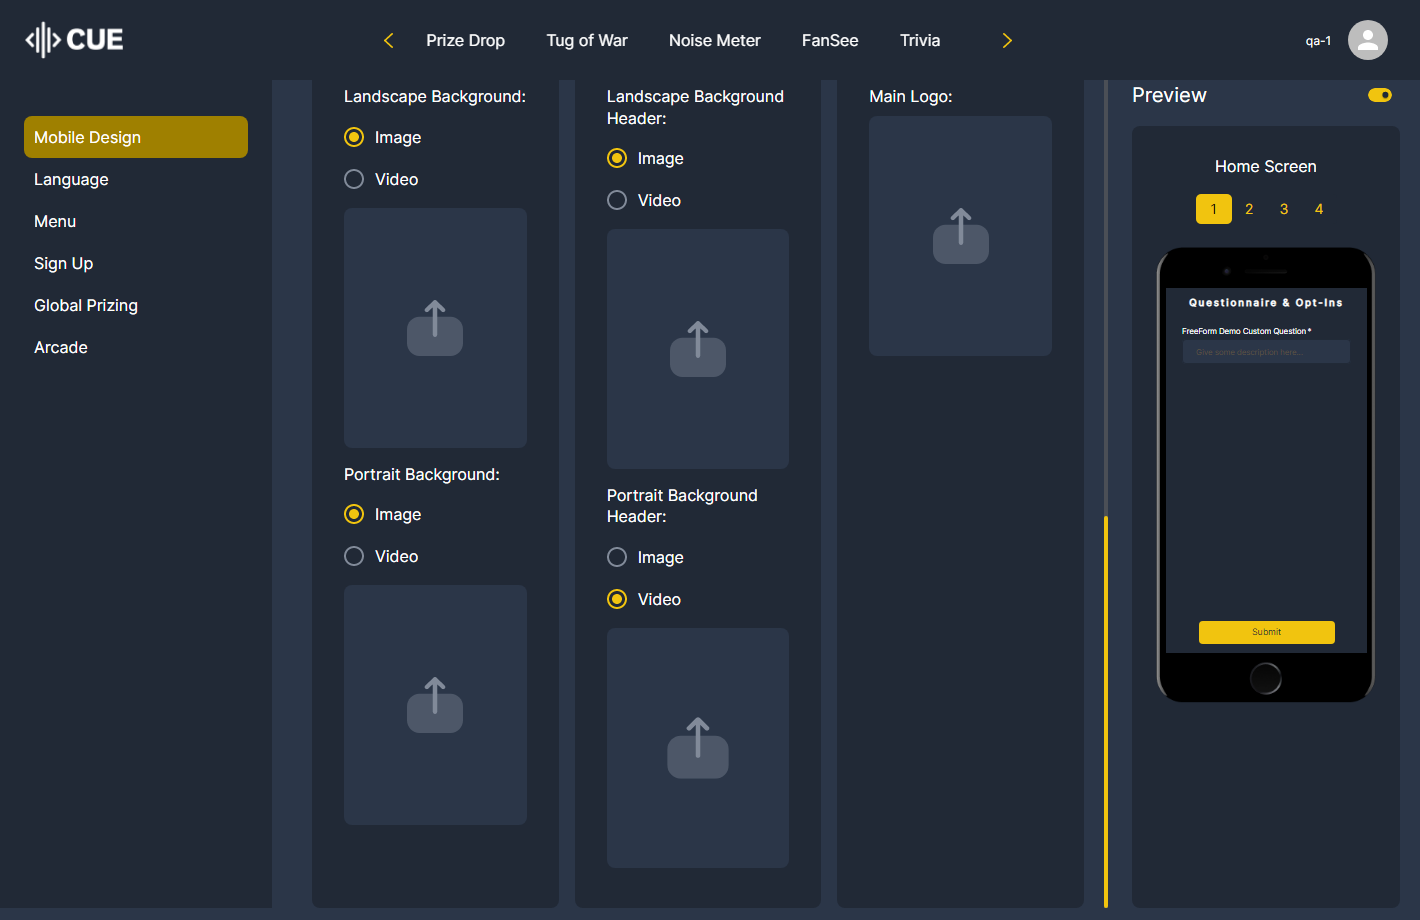 CUE
Prize Drop
Tug of War
Noise Meter
FanSee
Trivia
qa-1
Mobile Design
Language
Menu
Sign Up
Global Prizing
Arcade
Landscape Background:
Image
Video
Portrait Background:
Image
Video
Landscape Background
Header:
Image
Video
Portrait Background
Header:
Image
Video
Main Logo:
Preview
Home Screen
1 2 3 4
Questionnaire & Opt-Ins
FreeForm Demo Custom Question *
Give some description here...
Submit